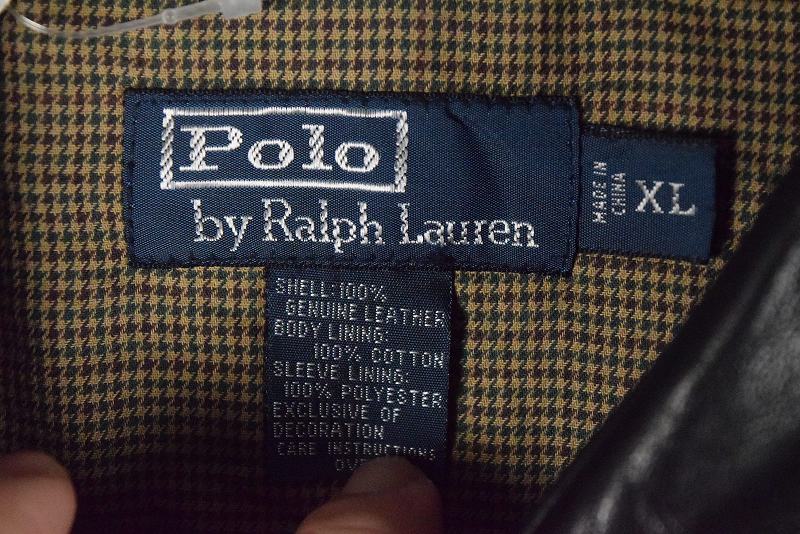 Polo
by Ralph Lauren
MADE IN
CHINA
XL
SHELL:100%
GENUINE LEATHER
BODY LINING:
100% COTTON
SLEEVE LINING:
100% POLYESTER
EXCLUSIVE OF
DECORATION
CARE INSTRUCTIONS